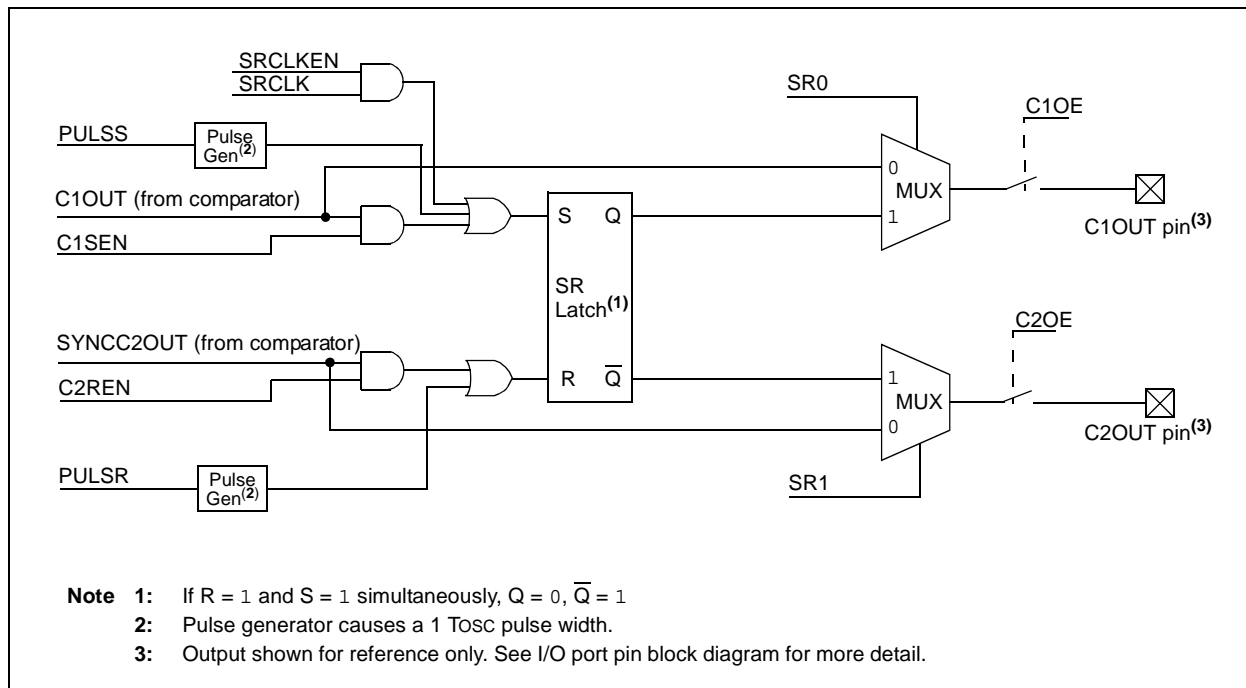 SRCLKEN
SRCLK
SR0
C1OE
PULSS
Pulse
Gen(2)
0
MUX
1
C1OUT (from comparator)
C1SEN
S Q
C1OUT pin(3)
SR
Latch(1)
SYNCC2OUT (from comparator)
C2REN
R Q̅
C2OE
1
MUX
0
C2OUT pin(3)
PULSR
Pulse
Gen(2)
SR1
Note 1: If R = 1 and S = 1 simultaneously, Q = 0, Q̅ = 1
2: Pulse generator causes a 1 TOSC pulse width.
3: Output shown for reference only. See I/O port pin block diagram for more detail.